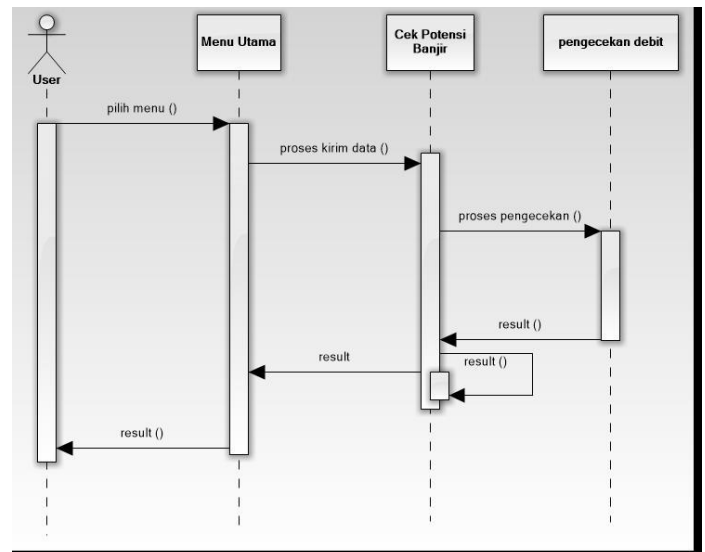 User
Menu Utama
Cek Potensi
Banjir
pengecekan debit
pilih menu ()
proses kirim data ()
proses pengecekan ()
result ()
result
result ()
result ()